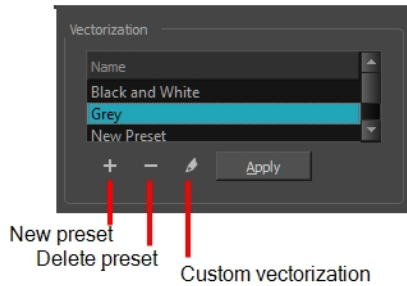 Vectorization
Name
Black and White
Grey
New Preset
Apply
New preset
Delete preset
Custom vectorization